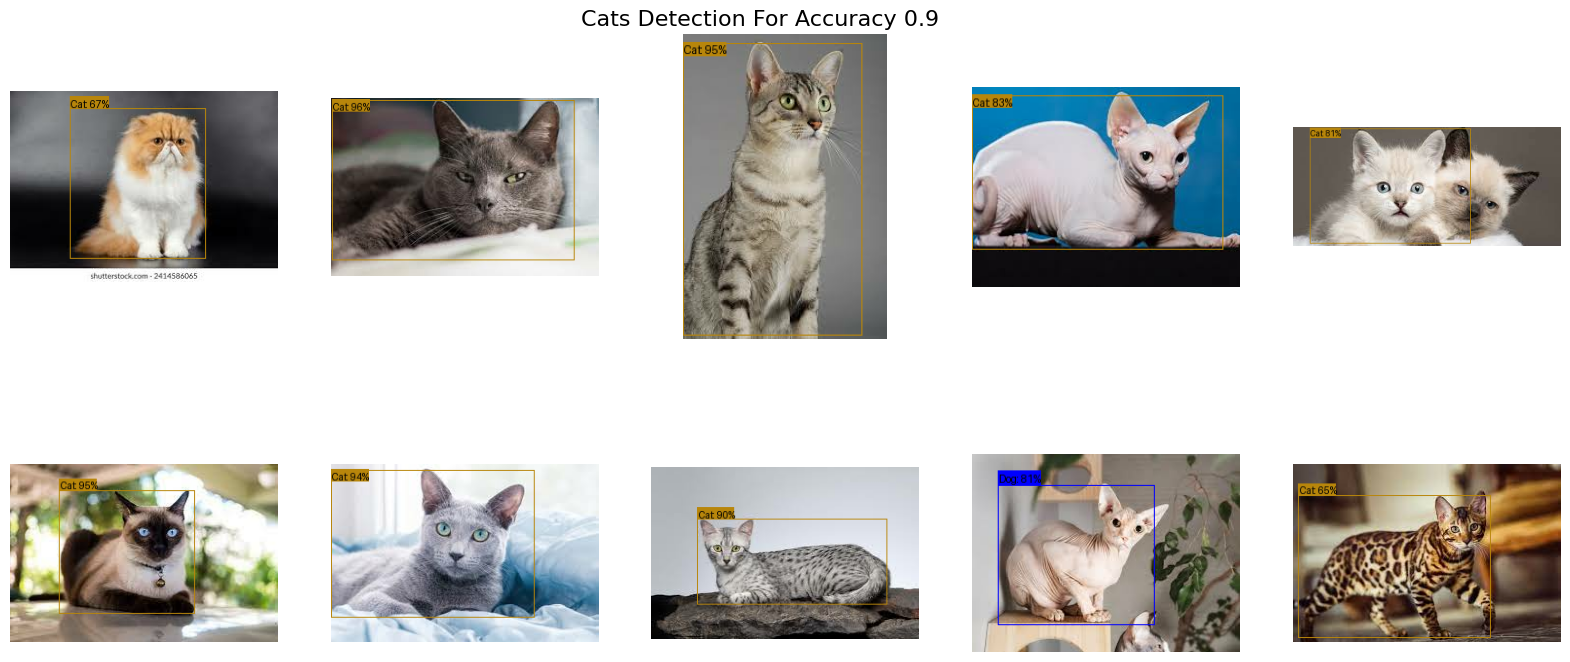 Cats Detection For Accuracy 0.9
Cat 67%
Cat 96%
Cat 95%
Cat 83%
Cat 81%
shutterstock.com · 2414586065
Cat 95%
Cat 94%
Cat 90%
Dog 81%
Cat 65%